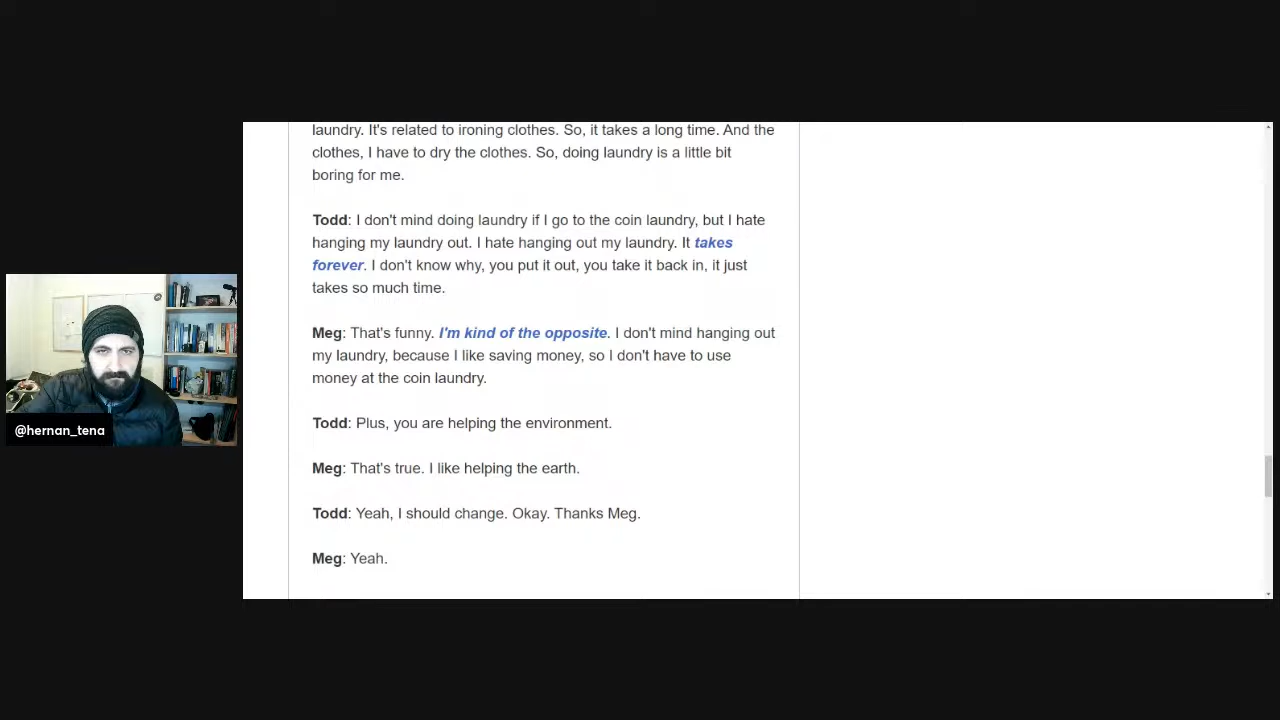 laundry. It's related to ironing clothes. So, it takes a long time. And the
clothes, I have to dry the clothes. So, doing laundry is a little bit
boring for me.
Todd: I don't mind doing laundry if I go to the coin laundry, but I hate
hanging my laundry out. I hate hanging out my laundry. It takes
forever. I don't know why, you put it out, you take it back in, it just
takes so much time.
Meg: That's funny. I'm kind of the opposite. I don't mind hanging out
my laundry, because I like saving money, so I don't have to use
money at the coin laundry.
Todd: Plus, you are helping the environment.
Meg: That's true. I like helping the earth.
Todd: Yeah, I should change. Okay. Thanks Meg.
Meg: Yeah.
@hernan_tena